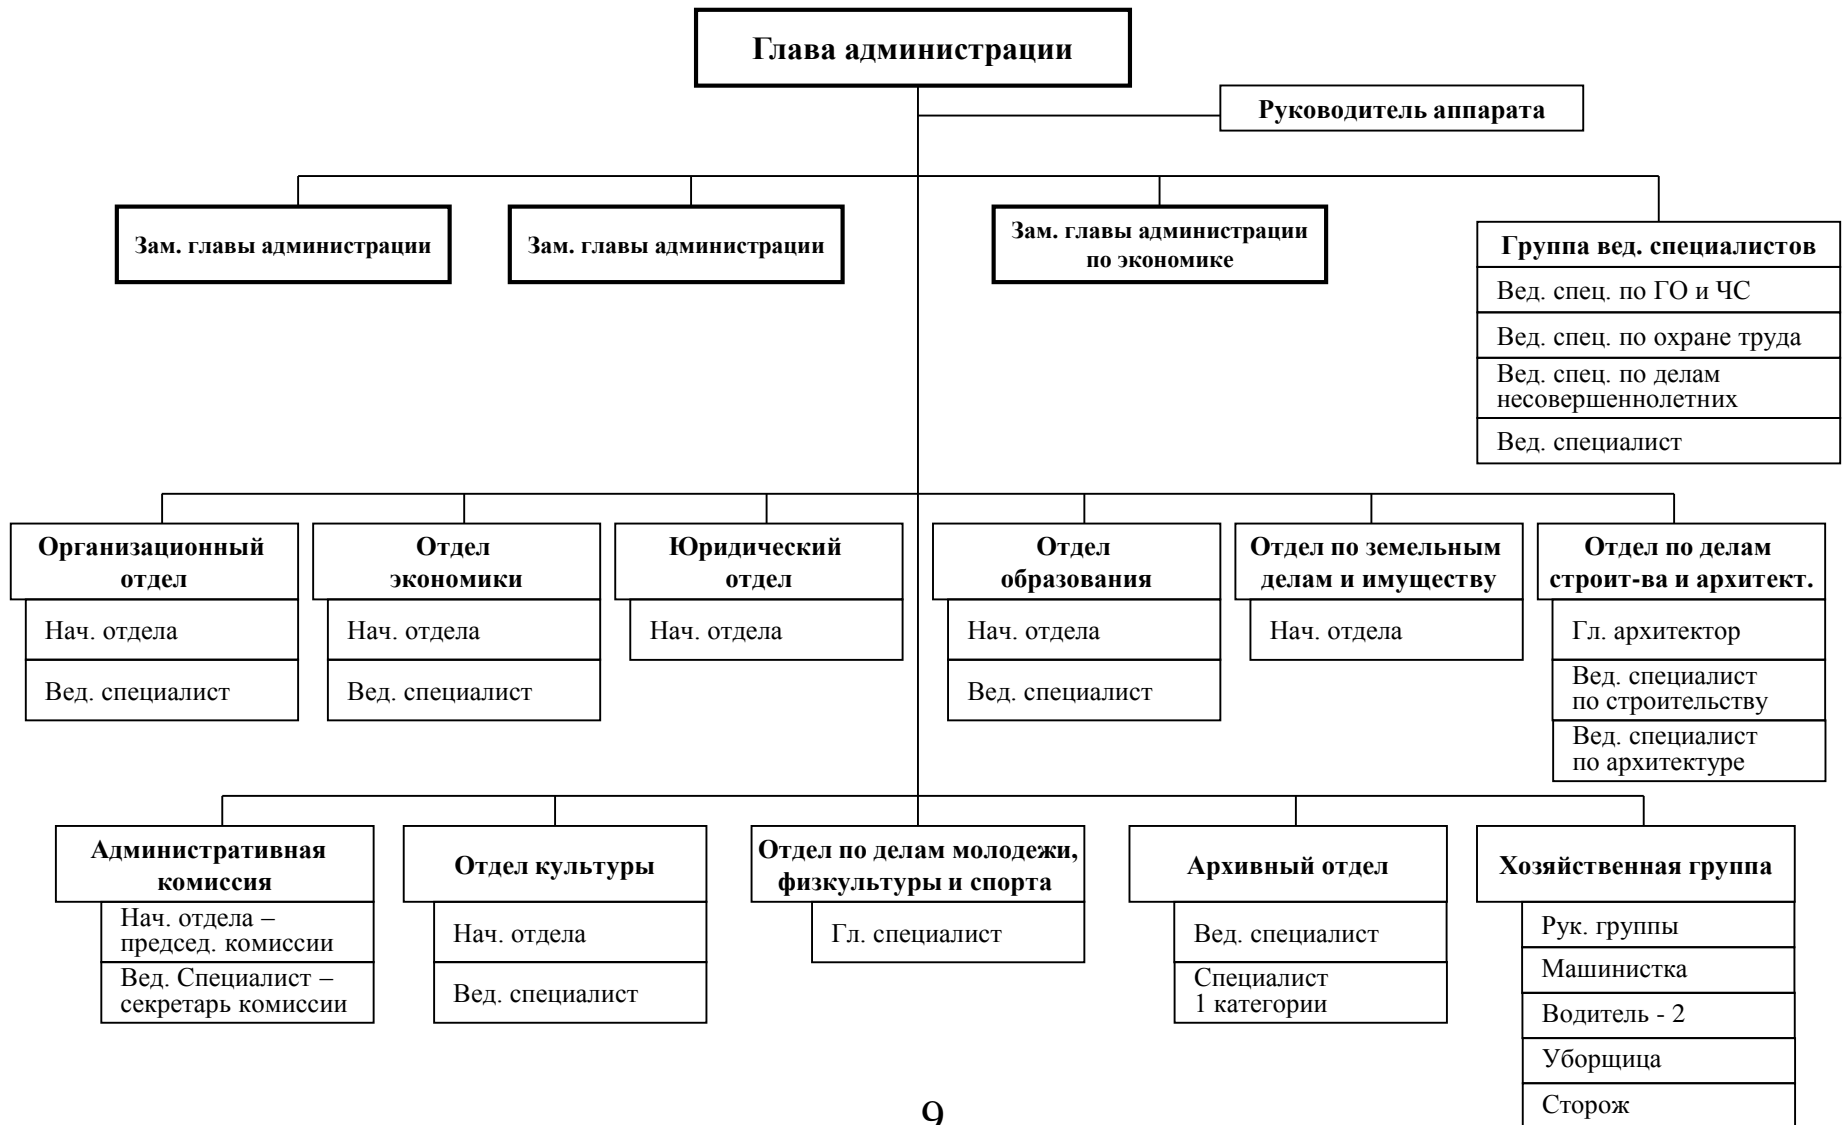 Глава администрации
Руководитель аппарата
Зам. главы администрации
Зам. главы администрации
Зам. главы администрации
по экономике
Группа вед. специалистов
Вед. спец. по ГО и ЧС
Вед. спец. по охране труда
Вед. спец. по делам
несовершеннолетних
Вед. специалист
Организационный
отдел
Нач. отдела
Вед. специалист
Отдел
экономики
Нач. отдела
Вед. специалист
Юридический
отдел
Нач. отдела
Отдел
образования
Нач. отдела
Вед. специалист
Отдел по земельным
делам и имуществу
Нач. отдела
Отдел по делам
строит-ва и архитект.
Гл. архитектор
Вед. специалист
по строительству
Вед. специалист
по архитектуре
Административная
комиссия
Нач. отдела –
председ. комиссии
Вед. Специалист –
секретарь комиссии
Отдел культуры
Нач. отдела
Вед. специалист
Отдел по делам молодежи,
физкультуры и спорта
Гл. специалист
Архивный отдел
Вед. специалист
Специалист
1 категории
Хозяйственная группа
Рук. группы
Машинистка
Водитель - 2
Уборщица
Сторож
9